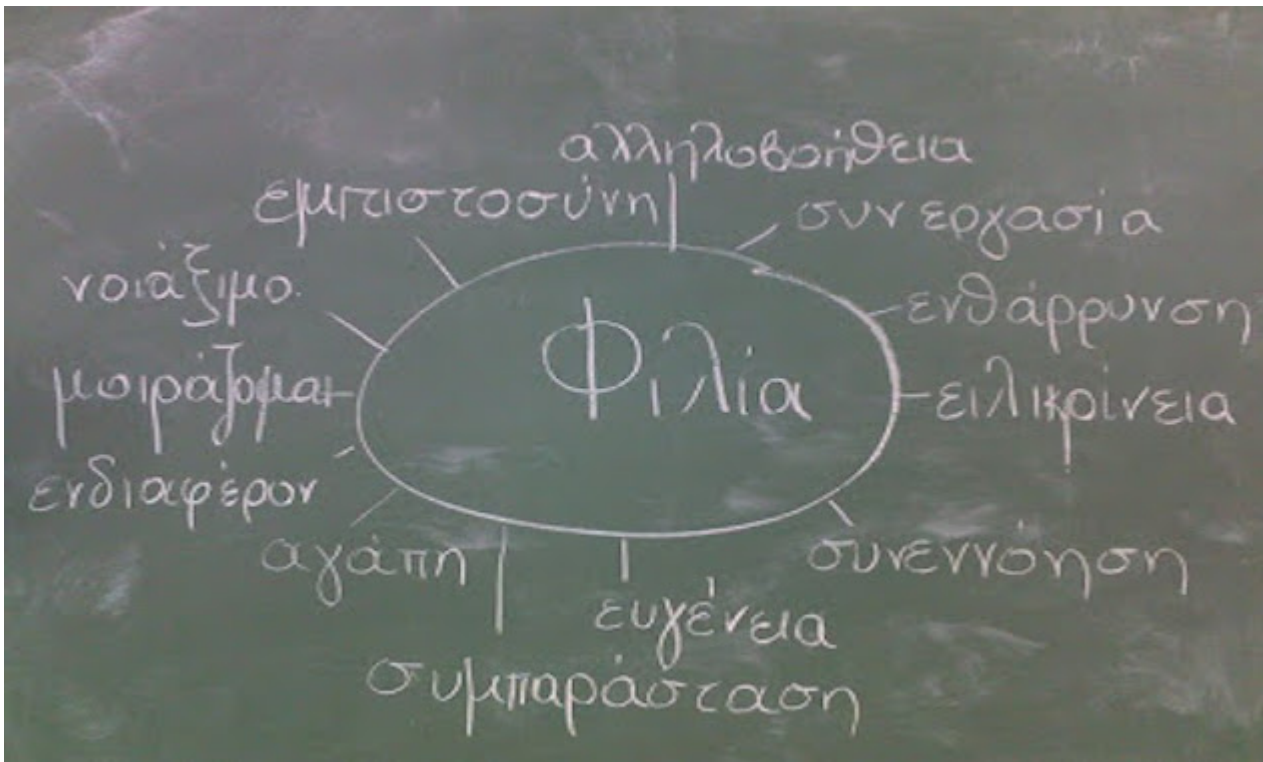 αλληλοβοήθεια
εμπιστοσύνη
συνεργασία
νοιάξιμο.
ενθάρρυνση
Φιλία
μοιράζομαι
ειλικρίνεια
ενδιαφέρον
αγάπη
συνεννόηση
ευγένεια
συμπαράσταση